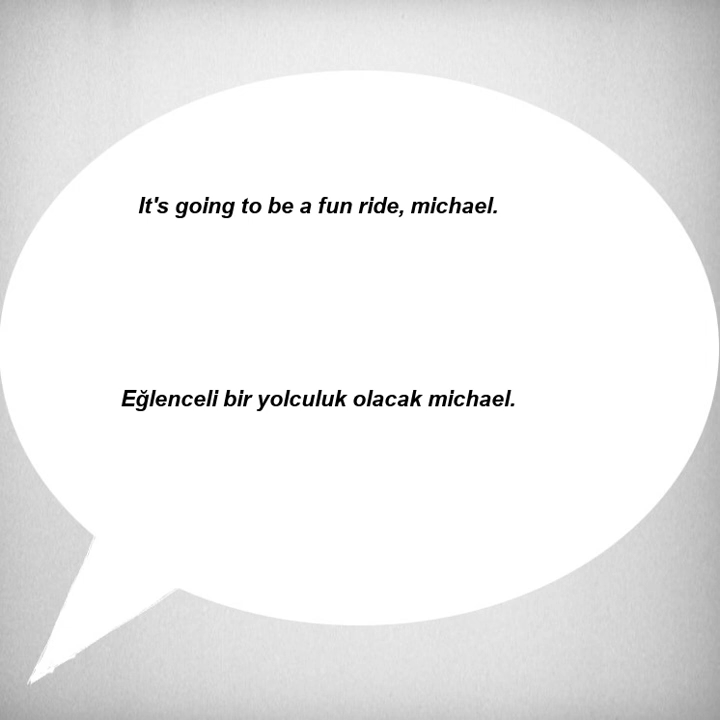 It's going to be a fun ride, michael.
Eğlenceli bir yolculuk olacak michael.